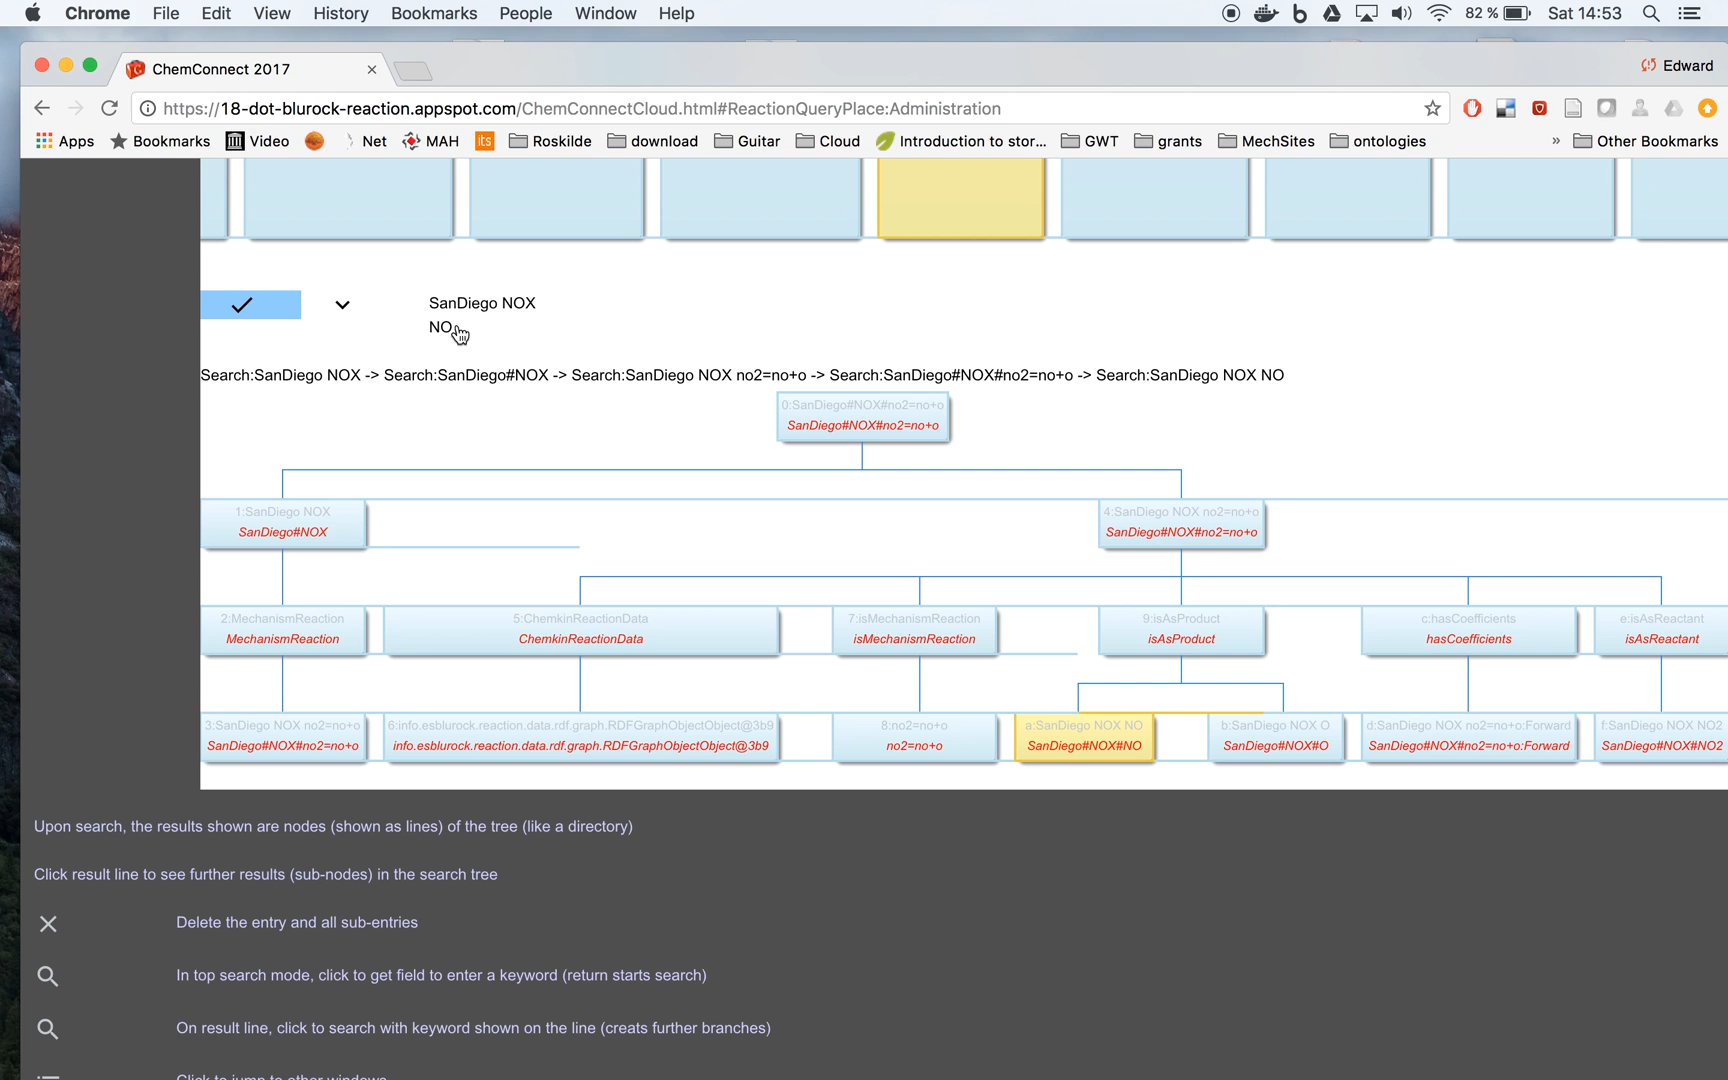 Chrome File Edit View History Bookmarks People Window Help 82 % Sat 14:53
ChemConnect 2017 Edward
https://18-dot-blurock-reaction.appspot.com/ChemConnectCloud.html#ReactionQueryPlace:Administration
Apps Bookmarks Video Net MAH its Roskilde download Guitar Cloud Introduction to stor... GWT grants MechSites ontologies » Other Bookmarks
SanDiego NOX
NO
Search:SanDiego NOX -> Search:SanDiego#NOX -> Search:SanDiego NOX no2=no+o -> Search:SanDiego#NOX#no2=no+o -> Search:SanDiego NOX NO
0:SanDiego#NOX#no2=no+o
SanDiego#NOX#no2=no+o
1:SanDiego NOX 4:SanDiego NOX no2=no+o
SanDiego#NOX SanDiego#NOX#no2=no+o
2:MechanismReaction 5:ChemkinReactionData 7:isMechanismReaction 9:isAsProduct c:hasCoefficients e:isAsReactant
MechanismReaction ChemkinReactionData isMechanismReaction isAsProduct hasCoefficients isAsReactant
3:SanDiego NOX no2=no+o 6:info.esblurock.reaction.data.rdf.graph.RDFGraphObjectObject@3b9 8:no2=no+o a:SanDiego NOX NO b:SanDiego NOX O d:SanDiego NOX no2=no+o:Forward f:SanDiego NOX NO2
SanDiego#NOX#no2=no+o info.esblurock.reaction.data.rdf.graph.RDFGraphObjectObject@3b9 no2=no+o SanDiego#NOX#NO SanDiego#NOX#O SanDiego#NOX#no2=no+o:Forward SanDiego#NOX#NO2
Upon search, the results shown are nodes (shown as lines) of the tree (like a directory)
Click result line to see further results (sub-nodes) in the search tree
Delete the entry and all sub-entries
In top search mode, click to get field to enter a keyword (return starts search)
On result line, click to search with keyword shown on the line (creats further branches)
Click to jump to other windows